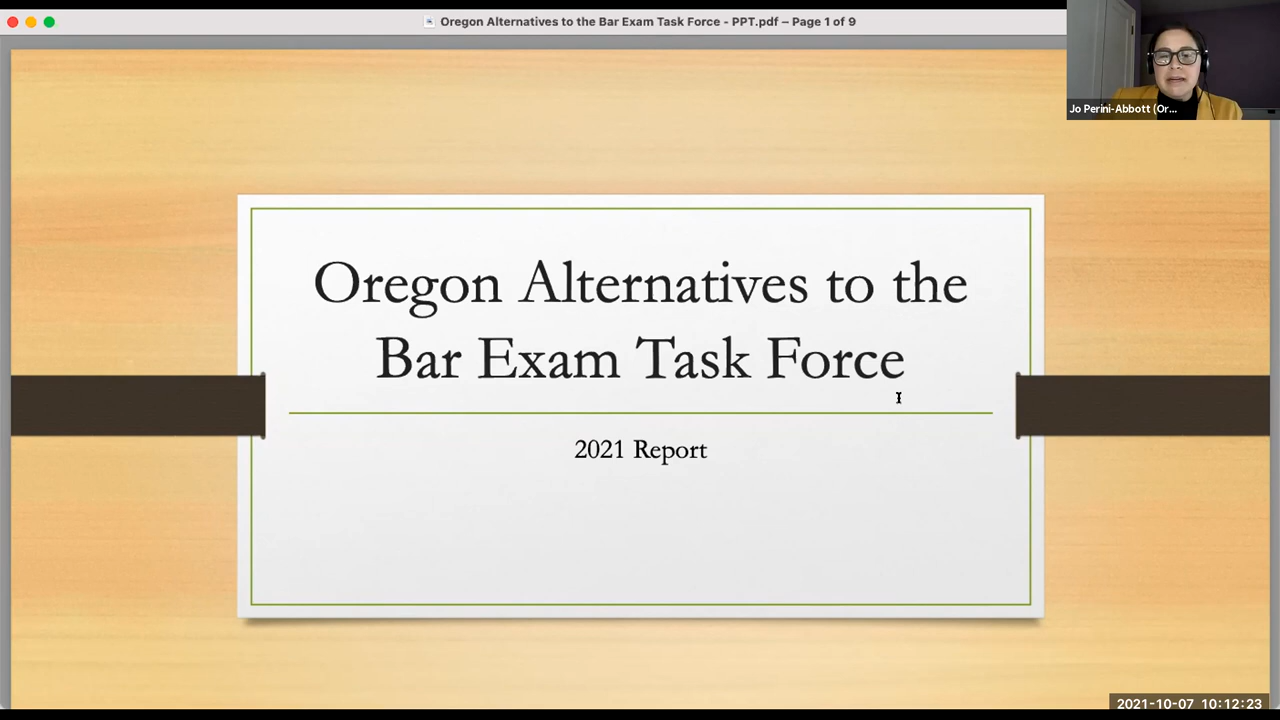 Oregon Alternatives to the Bar Exam Task Force - PPT.pdf – Page 1 of 9
Jo Perini-Abbott (Or...
Oregon Alternatives to the
Bar Exam Task Force
2021 Report
2021-10-07 10:12:23